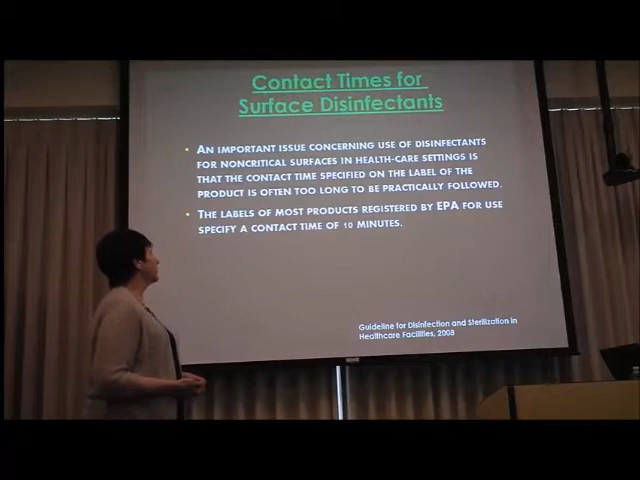 Contact Times for
Surface Disinfectants
AN IMPORTANT ISSUE CONCERNING USE OF DISINFECTANTS
FOR NONCRITICAL SURFACES IN HEALTH-CARE SETTINGS IS
THAT THE CONTACT TIME SPECIFIED ON THE LABEL OF THE
PRODUCT IS OFTEN TOO LONG TO BE PRACTICALLY FOLLOWED.
THE LABELS OF MOST PRODUCTS REGISTERED BY EPA FOR USE
SPECIFY A CONTACT TIME OF 10 MINUTES.
Guideline for Disinfection and Sterilization in
Healthcare Facilities, 2008